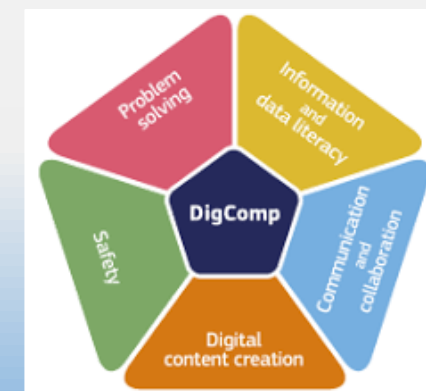 Problem
solving
Information
and
data literacy
DigComp
Safety
Communication
and
collaboration
Digital
content creation